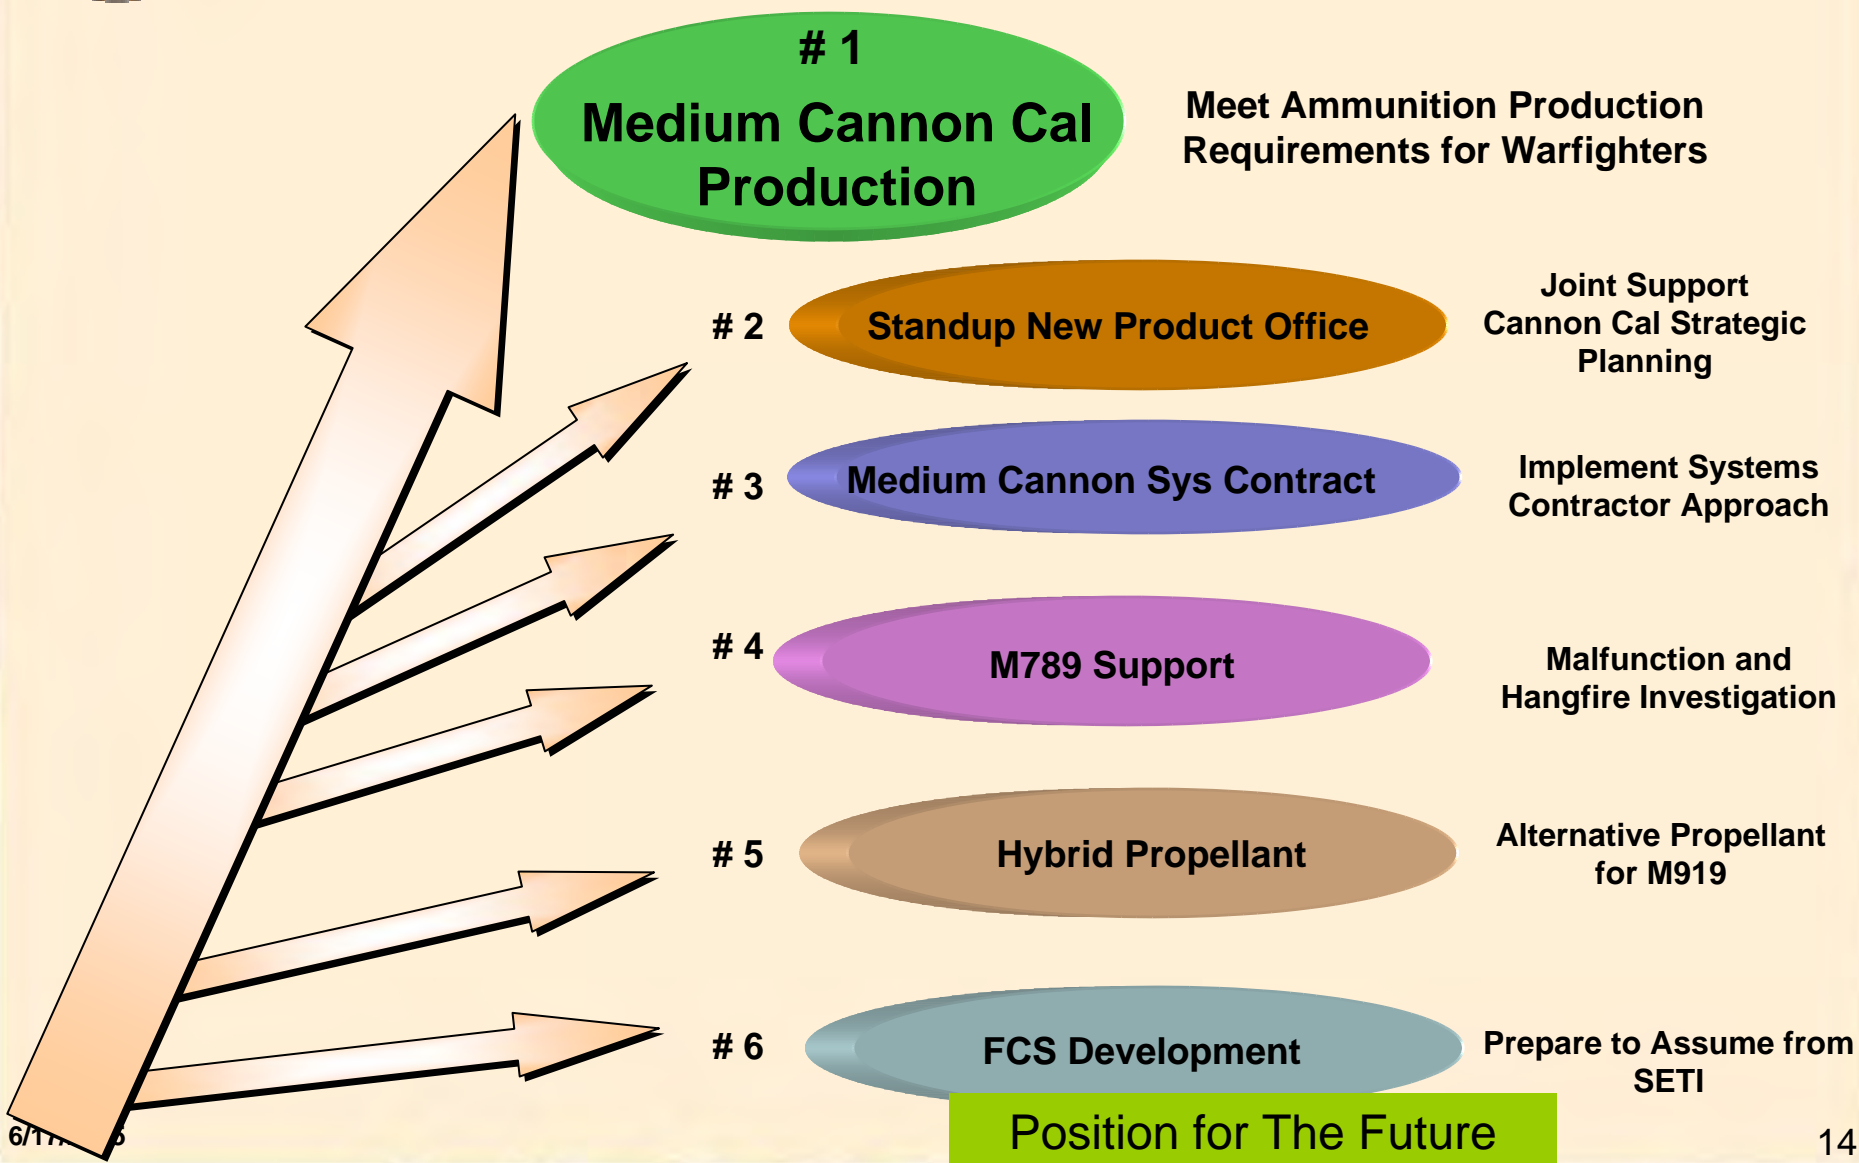 # 1
Medium Cannon Cal
Production
Meet Ammunition Production
Requirements for Warfighters
# 2
Standup New Product Office
Joint Support
Cannon Cal Strategic
Planning
# 3
Medium Cannon Sys Contract
Implement Systems
Contractor Approach
# 4
M789 Support
Malfunction and
Hangfire Investigation
# 5
Hybrid Propellant
Alternative Propellant
for M919
# 6
FCS Development
Prepare to Assume from
SETI
Position for The Future
14